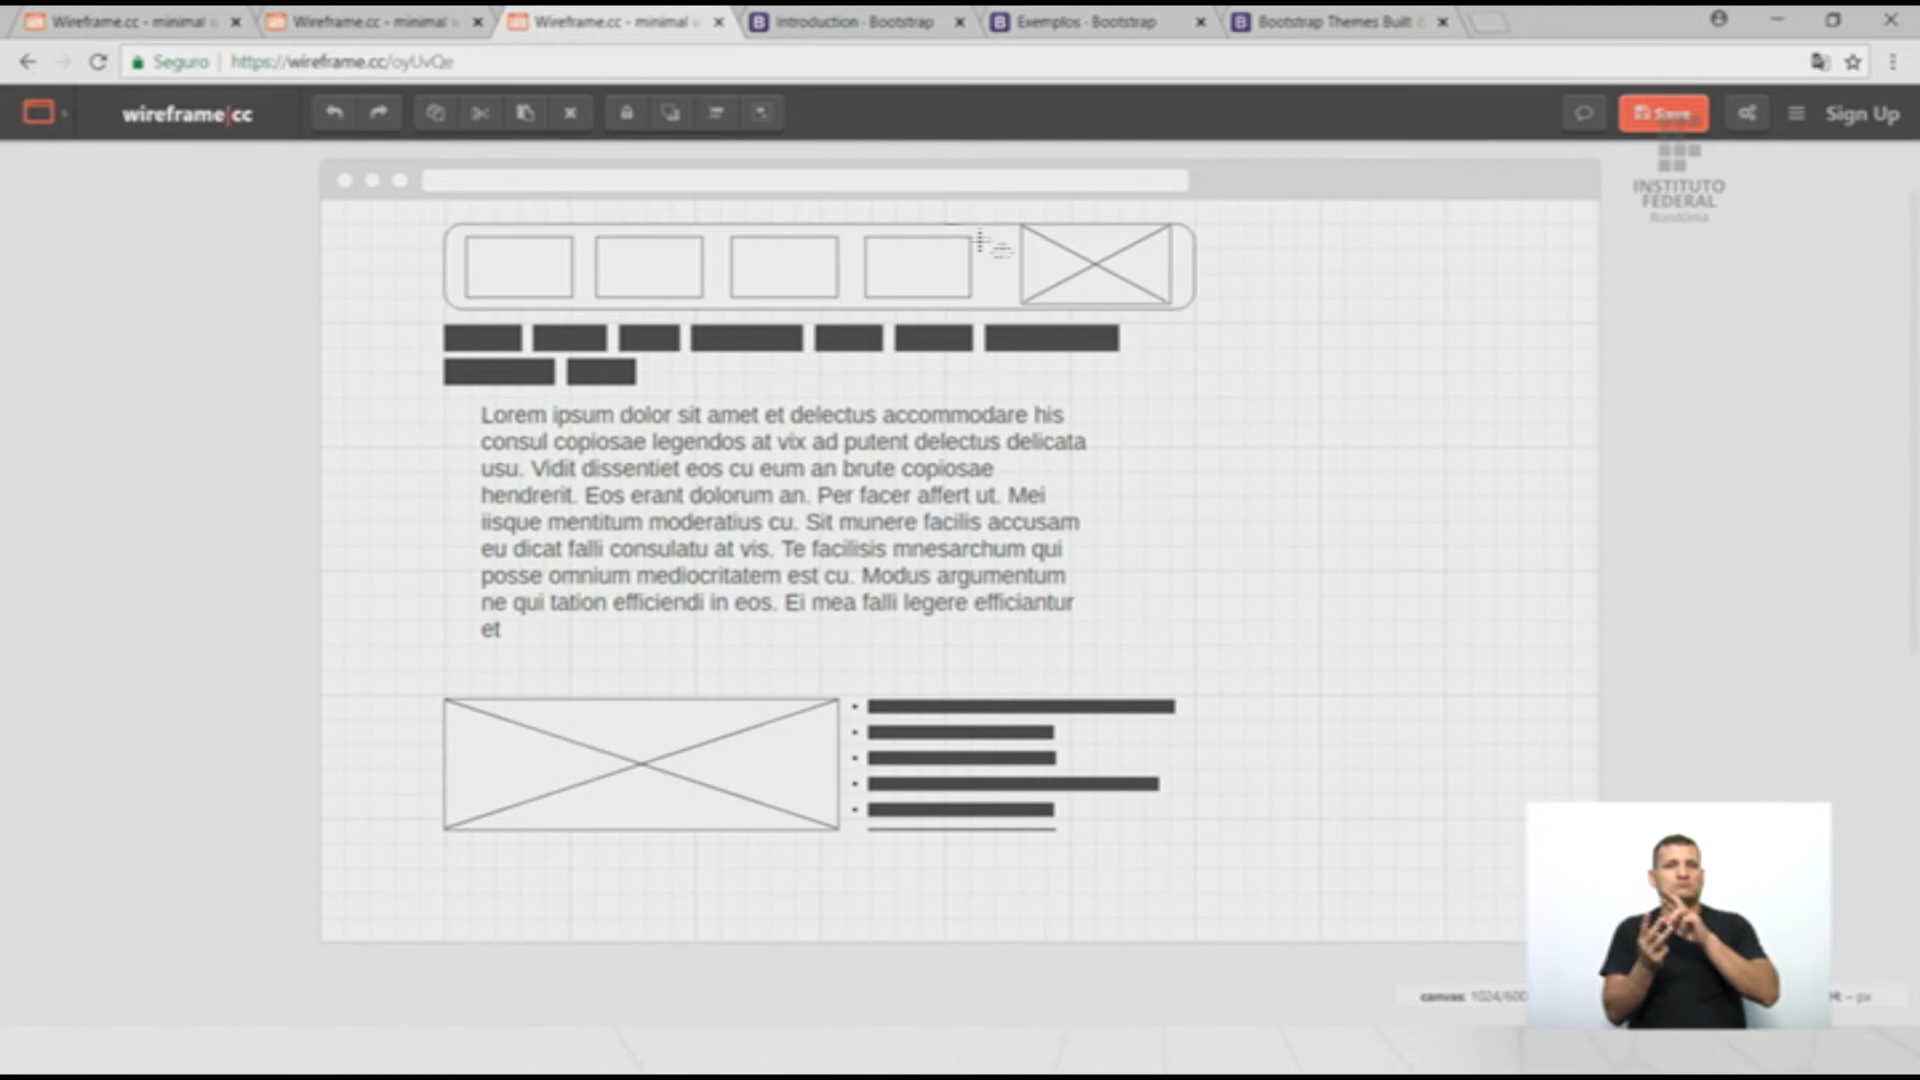 Wireframe.cc - minimal
Wireframe.cc - minimal
Wireframe.cc - minimal
Introduction · Bootstrap
Exemplos · Bootstrap
Bootstrap Themes Built
Seguro
https://wireframe.cc/oyUvQe
wireframe|cc
Save
Sign Up
INSTITUTO
FEDERAL
Rondônia
Lorem ipsum dolor sit amet et delectus accommodare his
consul copiosae legendos at vix ad putent delectus delicata
usu. Vidit dissentiet eos cu eum an brute copiosae
hendrerit. Eos erant dolorum an. Per facer affert ut. Mei
iisque mentitum moderatius cu. Sit munere facilis accusam
eu dicat falli consulatu at vis. Te facilisis mnesarchum qui
posse omnium mediocritatem est cu. Modus argumentum
ne qui tation efficiendi in eos. Ei mea falli legere efficiantur
et
canvas: 1024/600
px